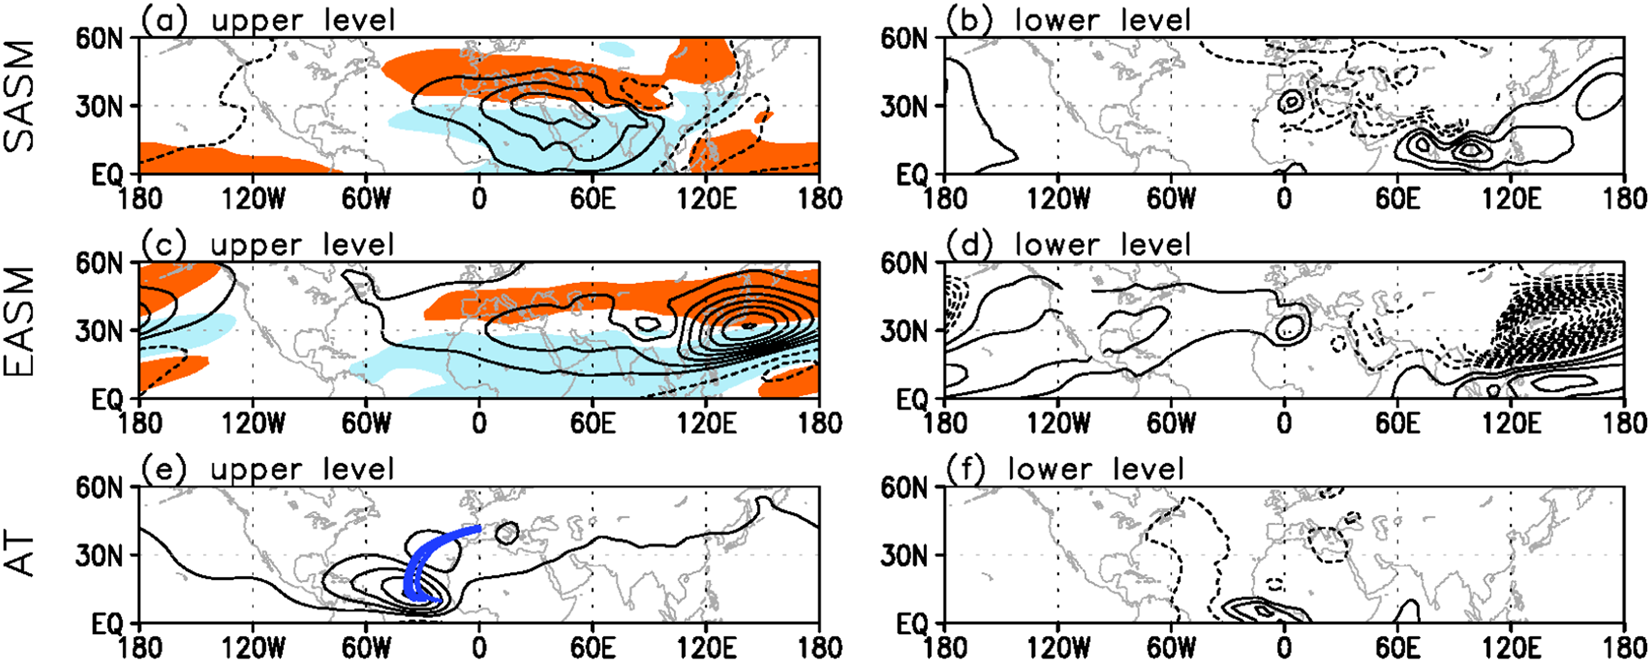 (a) upper level
(b) lower level
SASM
60N
30N
EQ
180 120W 60W 0 60E 120E 180
60N
30N
EQ
180 120W 60W 0 60E 120E 180
(c) upper level
(d) lower level
EASM
60N
30N
EQ
180 120W 60W 0 60E 120E 180
60N
30N
EQ
180 120W 60W 0 60E 120E 180
(e) upper level
(f) lower level
AT
60N
30N
EQ
180 120W 60W 0 60E 120E 180
60N
30N
EQ
180 120W 60W 0 60E 120E 180